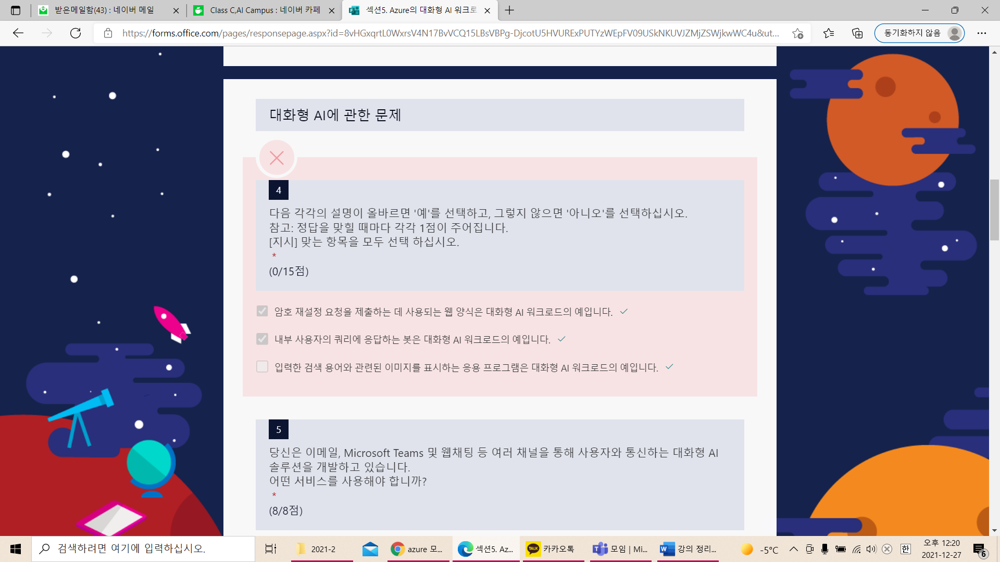 받은메일함(43) : 네이버 메일
Class C,AI Campus : 네이버 카페
섹션5. Azure의 대화형 AI 워크로
https://forms.office.com/pages/responsepage.aspx?id=8vHGxqrtL0WxrsV4N17BvVCQ15LBsVBPg-DjcotU5HVURExPUTYzWEpFV09USkNKUVJZMjZSWjkwWC4u&ut...
동기화하지 않음
대화형 AI에 관한 문제
4
다음 각각의 설명이 올바르면 '예'를 선택하고, 그렇지 않으면 '아니오'를 선택하십시오.
참고: 정답을 맞힐 때마다 각각 1점이 주어집니다.
[지시] 맞는 항목을 모두 선택 하십시오.
*
(0/15점)
암호 재설정 요청을 제출하는 데 사용되는 웹 양식은 대화형 AI 워크로드의 예입니다.
내부 사용자의 쿼리에 응답하는 봇은 대화형 AI 워크로드의 예입니다.
입력한 검색 용어와 관련된 이미지를 표시하는 응용 프로그램은 대화형 AI 워크로드의 예입니다.
5
당신은 이메일, Microsoft Teams 및 웹채팅 등 여러 채널을 통해 사용자와 통신하는 대화형 AI
솔루션을 개발하고 있습니다.
어떤 서비스를 사용해야 합니까?
*
(8/8점)
검색하려면 여기에 입력하십시오.
2021-2
azure 모...
섹션5. Az...
TALK
카카오톡
모임 | Mi...
강의 정리...
-5°C
한
오후 12:20
2021-12-27
6